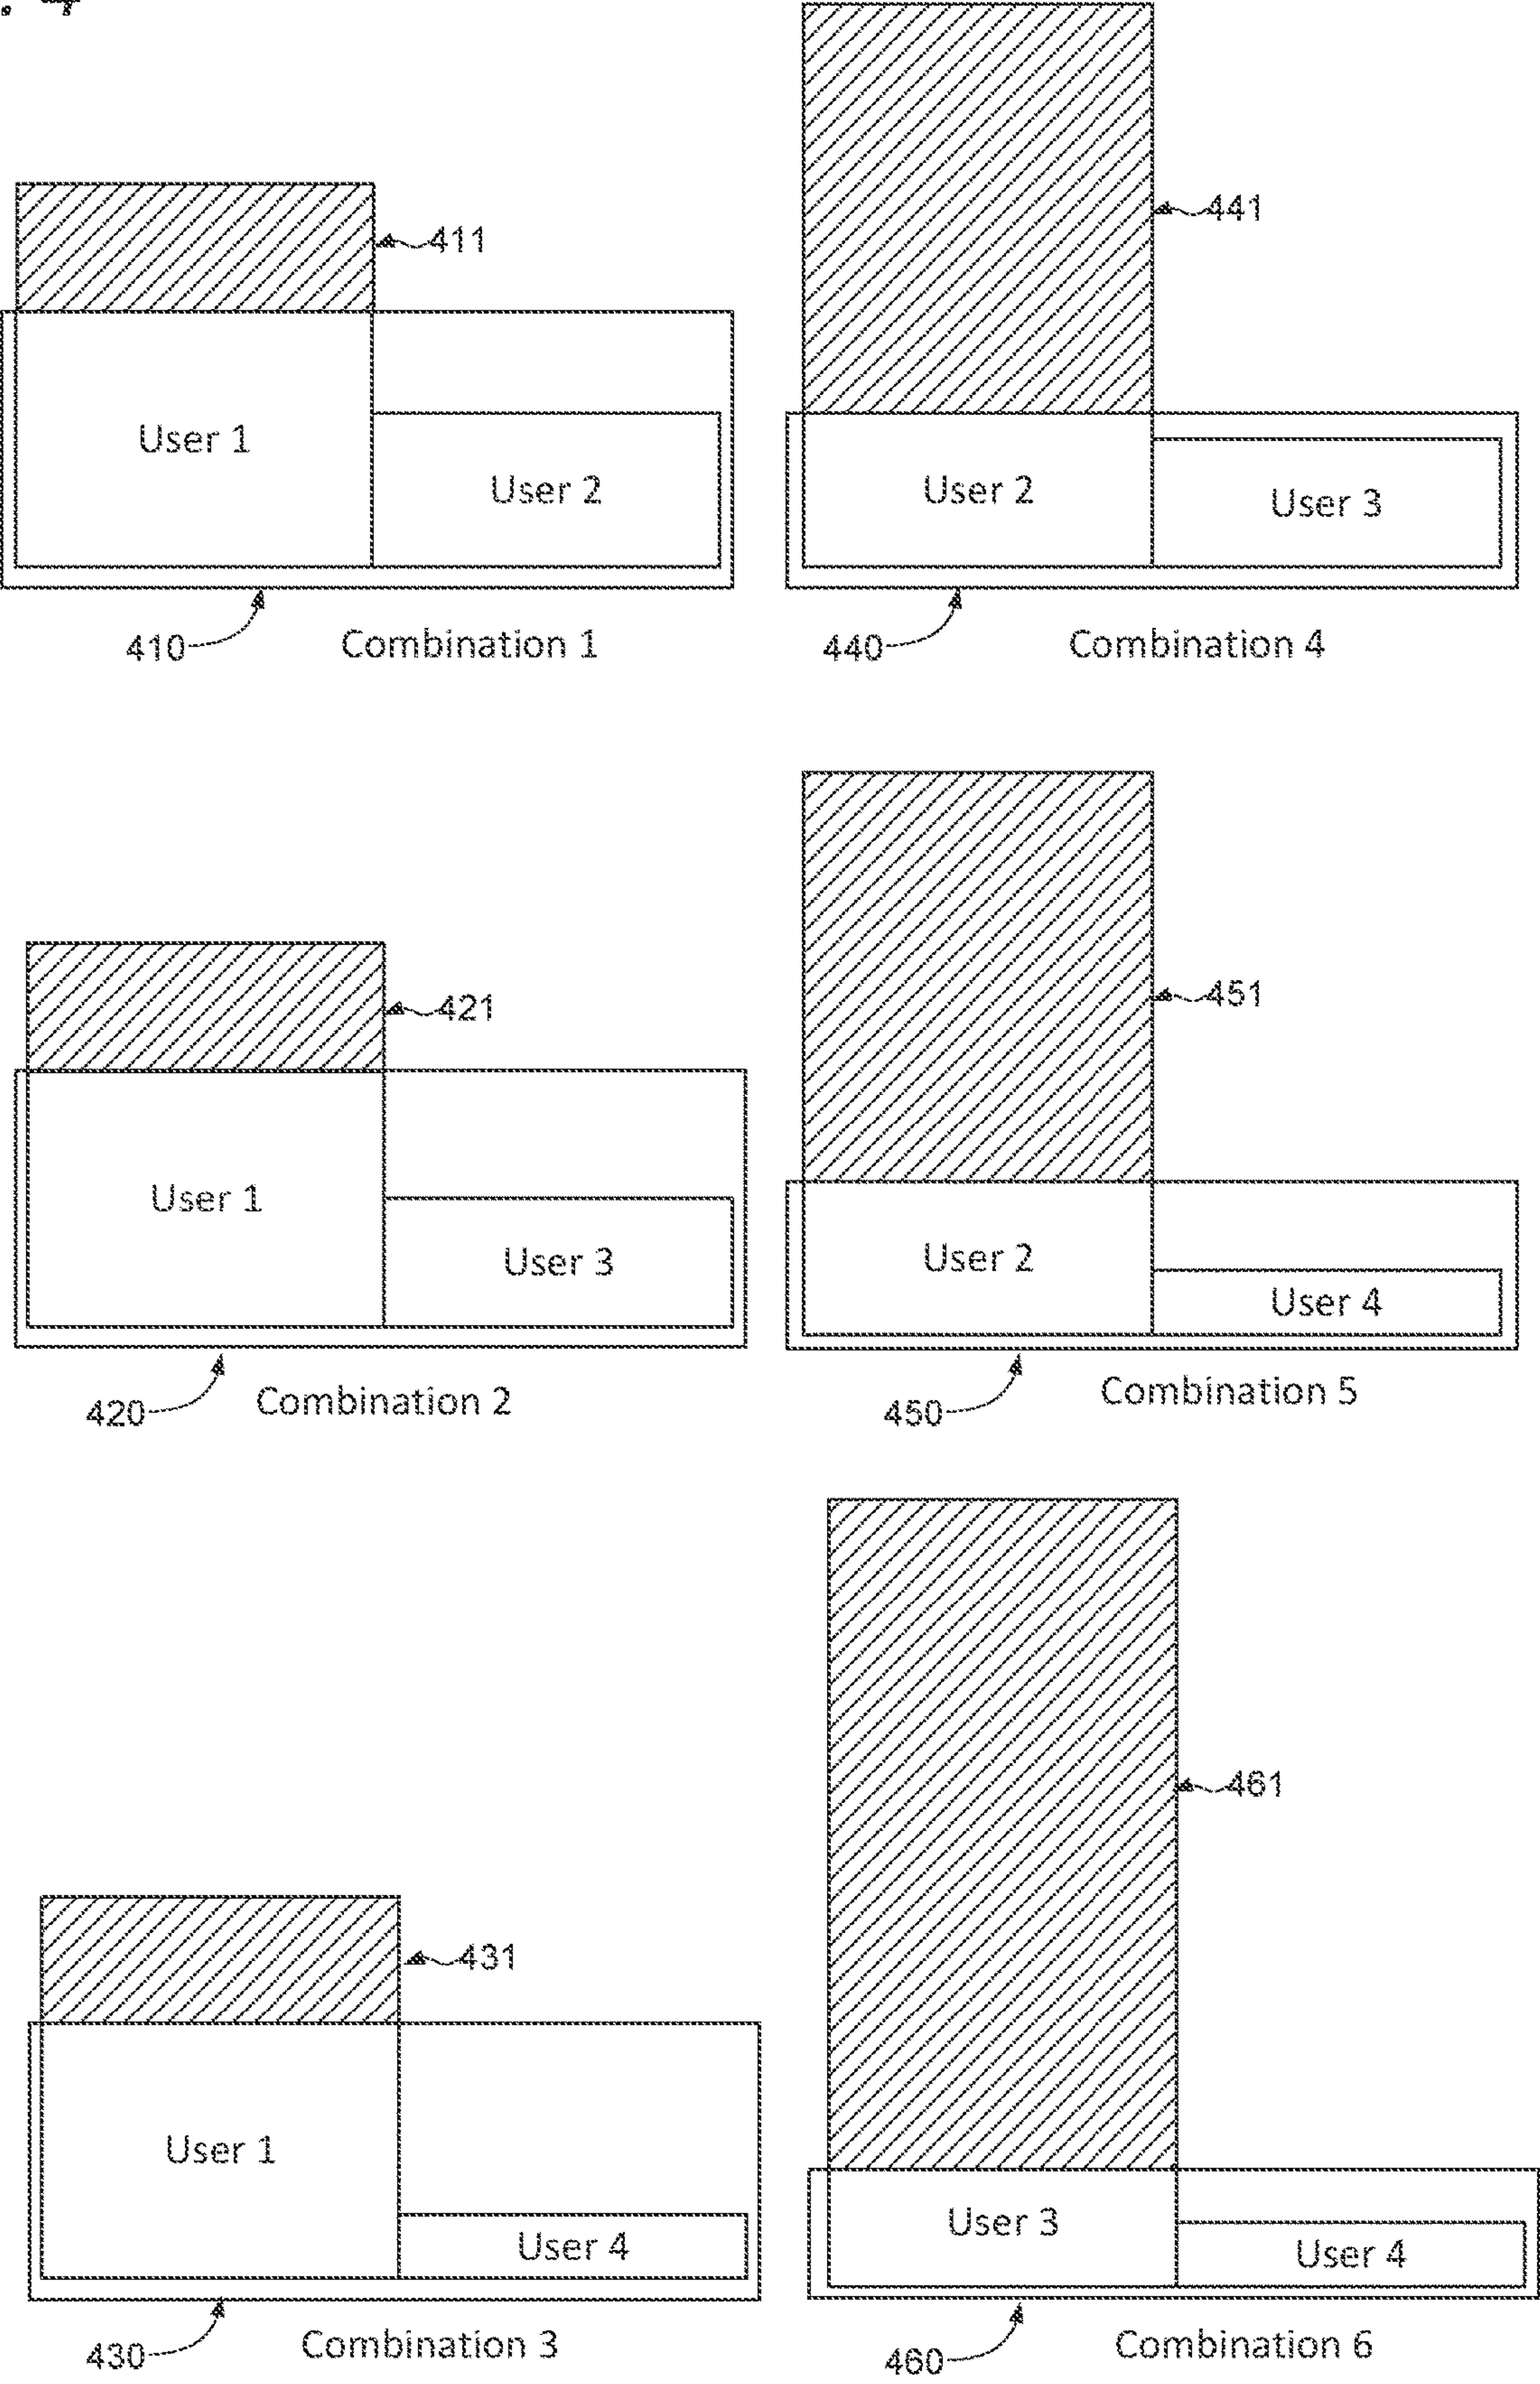 411
User 1
User 2
410
Combination 1
441
User 2
User 3
440
Combination 4
421
User 1
User 3
420
Combination 2
451
User 2
User 4
450
Combination 5
431
User 1
User 4
430
Combination 3
461
User 3
User 4
460
Combination 6